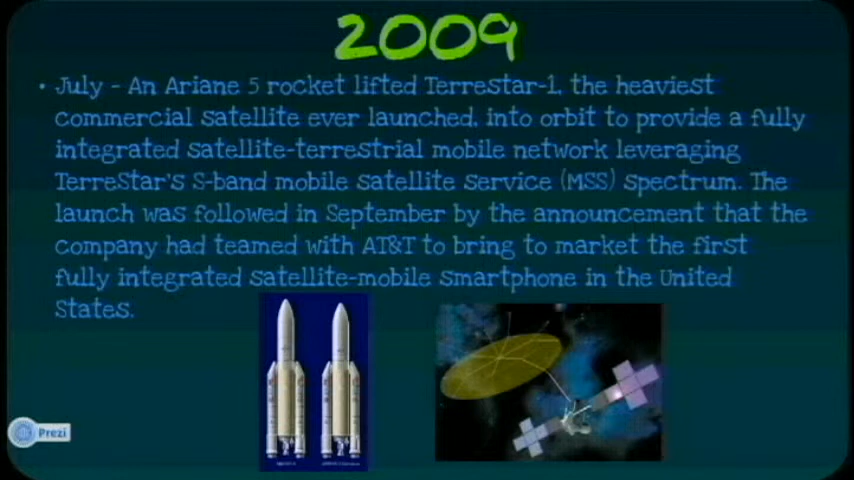 2009
• July - An Ariane 5 rocket lifted Terrestar-1, the heaviest
commercial satellite ever launched, into orbit to provide a fully
integrated satellite-terrestrial mobile network leveraging
TerreStar's S-band mobile satellite service (MSS) spectrum. The
launch was followed in September by the announcement that the
company had teamed with AT&T to bring to market the first
fully integrated satellite-mobile smartphone in the United
States.
Prezi